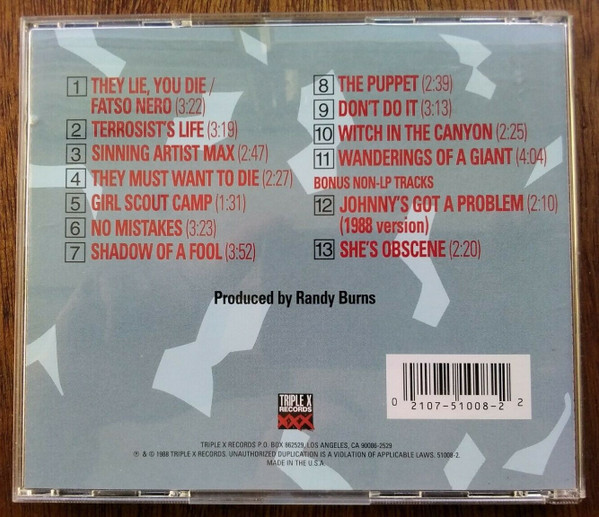 1 THEY LIE, YOU DIE /
FATSO NERO (3:22)
2 TERROSIST'S LIFE (3:19)
3 SINNING ARTIST MAX (2:47)
4 THEY MUST WANT TO DIE (2:27)
5 GIRL SCOUT CAMP (1:31)
6 NO MISTAKES (3:23)
7 SHADOW OF A FOOL (3:52)
8 THE PUPPET (2:39)
9 DON'T DO IT (3:13)
10 WITCH IN THE CANYON (2:25)
11 WANDERINGS OF A GIANT (4:04)
BONUS NON-LP TRACKS
12 JOHNNY'S GOT A PROBLEM (2:10)
(1988 version)
13 SHE'S OBSCENE (2:20)
Produced by Randy Burns
0 02107-51008-2 2
TRIPLE X
RECORDS
XXX
TRIPLE X RECORDS P.O. BOX 862529, LOS ANGELES, CA 90086-2529
℗ & © 1988 TRIPLE X RECORDS. UNAUTHORIZED DUPLICATION IS A VIOLATION OF APPLICABLE LAWS. 51008-2.
MADE IN THE U.S.A